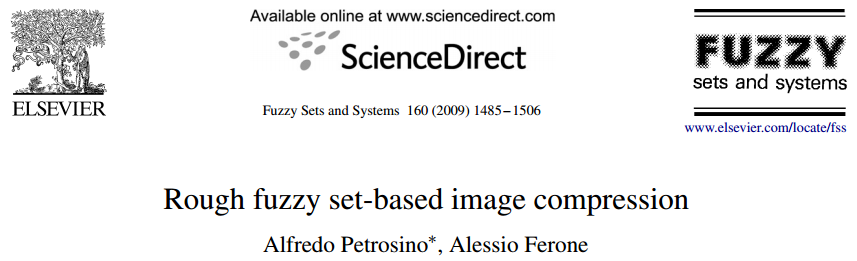 Available online at www.sciencedirect.com
ScienceDirect
ELSEVIER
Fuzzy Sets and Systems 160 (2009) 1485–1506
FUZZY
sets and systems
www.elsevier.com/locate/fss
Rough fuzzy set-based image compression
Alfredo Petrosino*, Alessio Ferone